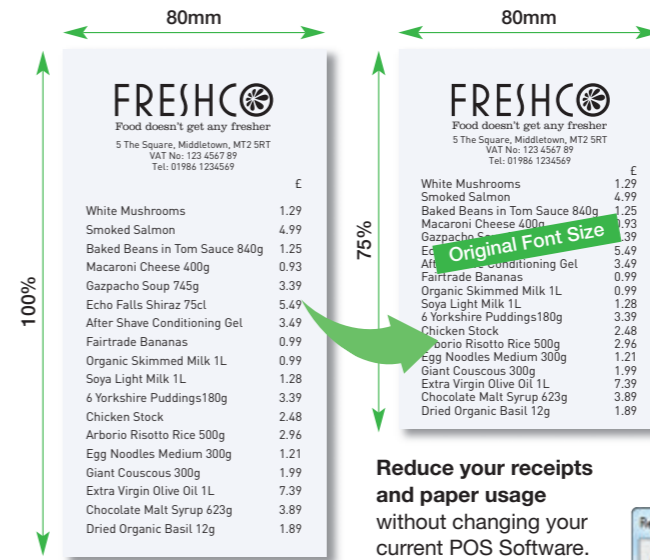 80mm
100%
FRESHCO
Food doesn't get any fresher
5 The Square, Middletown, MT2 5RT
VAT No: 123 4567 89
Tel: 01986 1234569
£
White Mushrooms 1.29
Smoked Salmon 4.99
Baked Beans in Tom Sauce 840g 1.25
Macaroni Cheese 400g 0.93
Gazpacho Soup 745g 3.39
Echo Falls Shiraz 75cl 5.49
After Shave Conditioning Gel 3.49
Fairtrade Bananas 0.99
Organic Skimmed Milk 1L 0.99
Soya Light Milk 1L 1.28
6 Yorkshire Puddings180g 3.39
Chicken Stock 2.48
Arborio Risotto Rice 500g 2.96
Egg Noodles Medium 300g 1.21
Giant Couscous 300g 1.99
Extra Virgin Olive Oil 1L 7.39
Chocolate Malt Syrup 623g 3.89
Dried Organic Basil 12g 1.89
80mm
75%
FRESHCO
Food doesn't get any fresher
5 The Square, Middletown, MT2 5RT
VAT No: 123 4567 89
Tel: 01986 1234569
£
White Mushrooms 1.29
Smoked Salmon 4.99
Baked Beans in Tom Sauce 840g 1.25
Macaroni Cheese 400g .93
Gazpacho .39
Original Font Size
5.49
Conditioning Gel 3.49
Fairtrade Bananas 0.99
Organic Skimmed Milk 1L 0.99
Soya Light Milk 1L 1.28
6 Yorkshire Puddings180g 3.39
Chicken Stock 2.48
Arborio Risotto Rice 500g 2.96
Egg Noodles Medium 300g 1.21
Giant Couscous 300g 1.99
Extra Virgin Olive Oil 1L 7.39
Chocolate Malt Syrup 623g 3.89
Dried Organic Basil 12g 1.89
Reduce your receipts
and paper usage
without changing your
current POS Software.